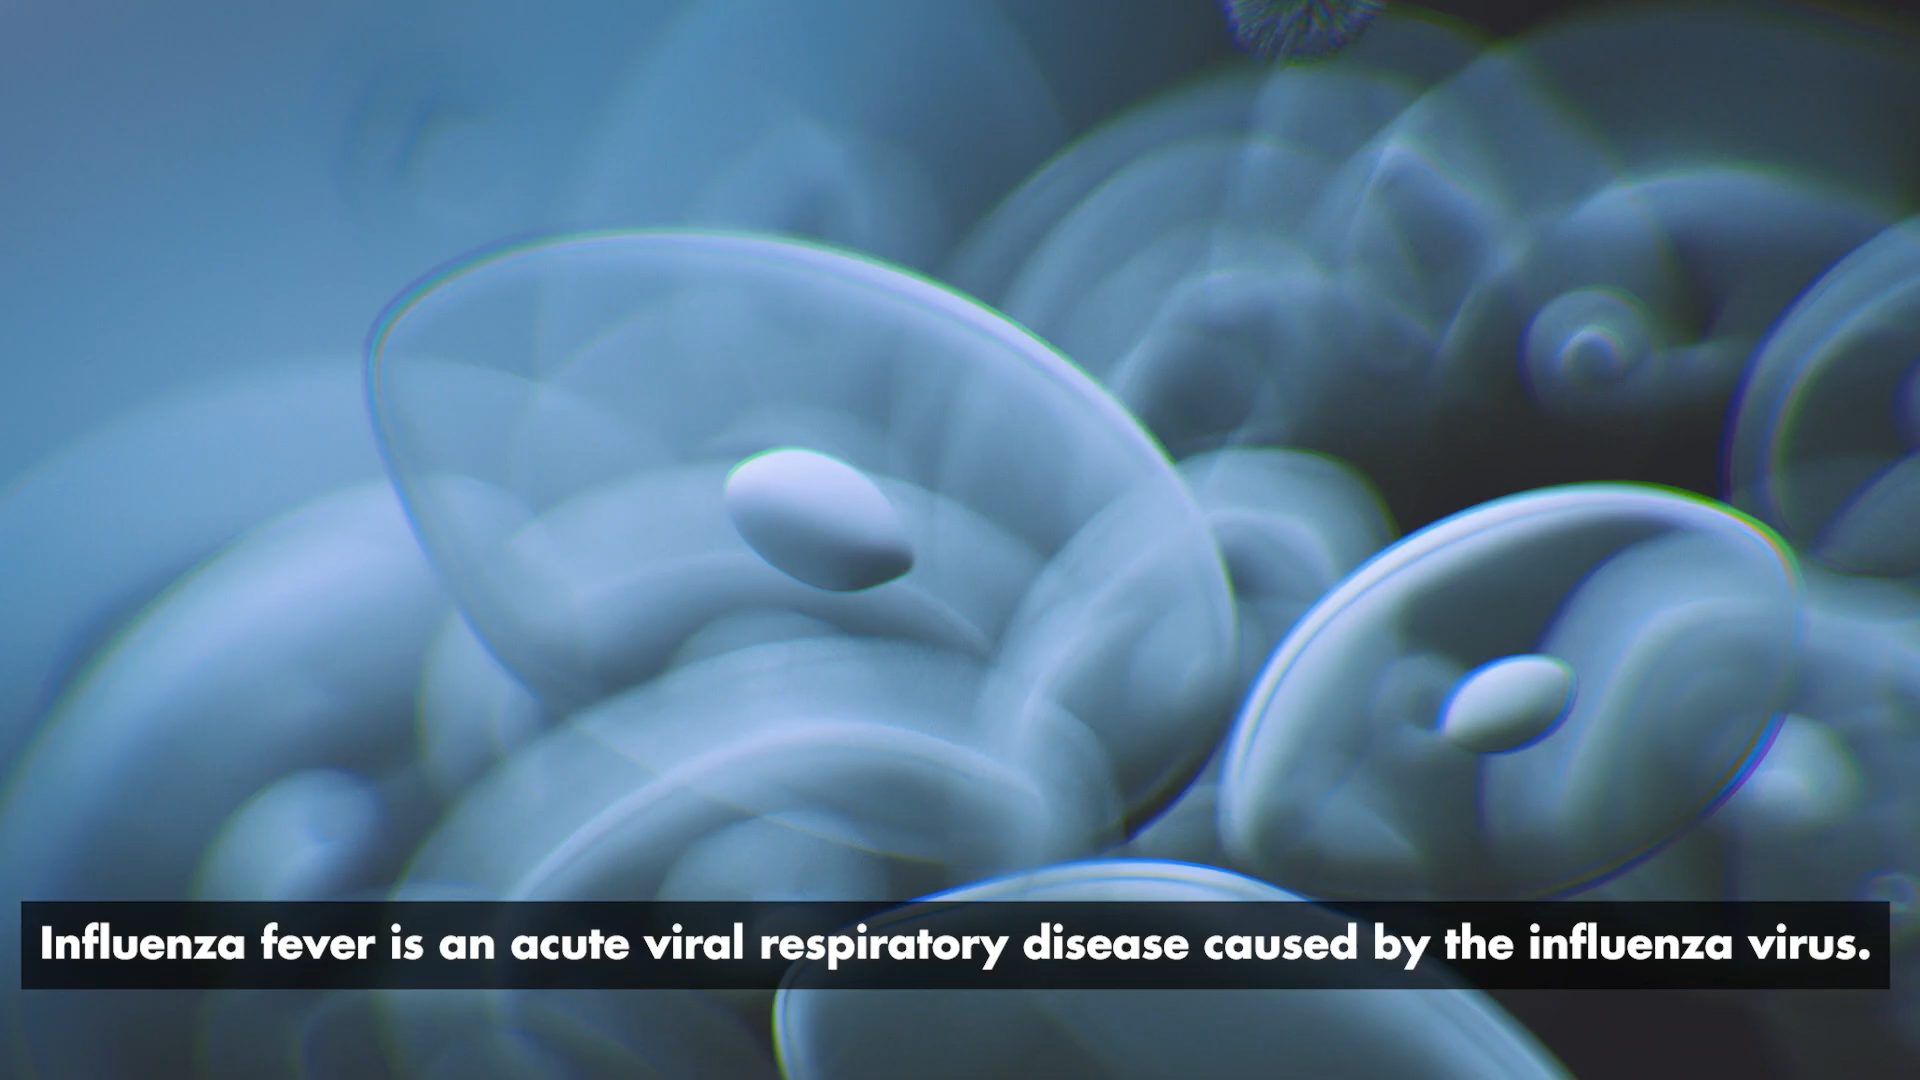 Influenza fever is an acute viral respiratory disease caused by the influenza virus.